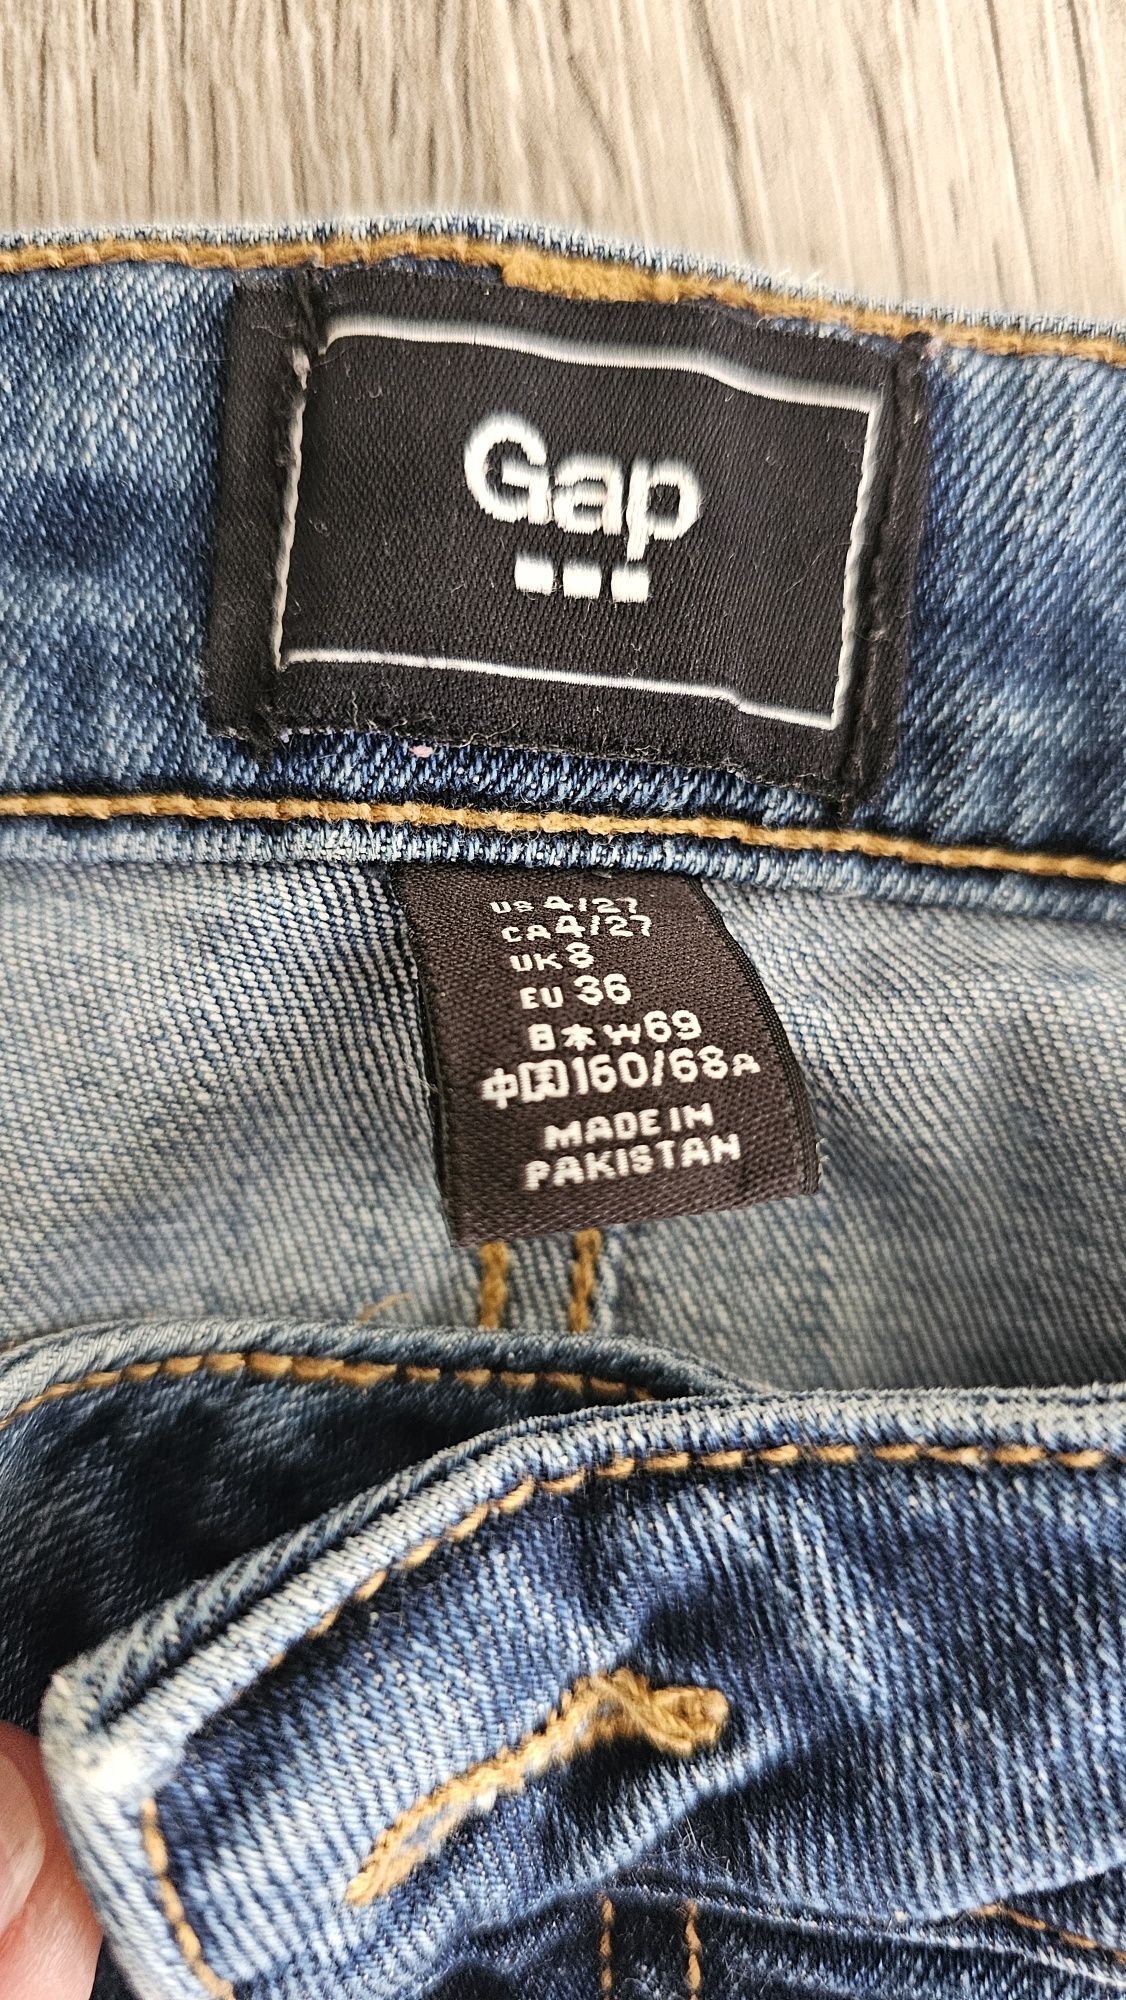 Gap
US 4/27
CA 4/27
UK 8
EU 36
日本 W69
中国 160/68A
MADE IN
PAKISTAN